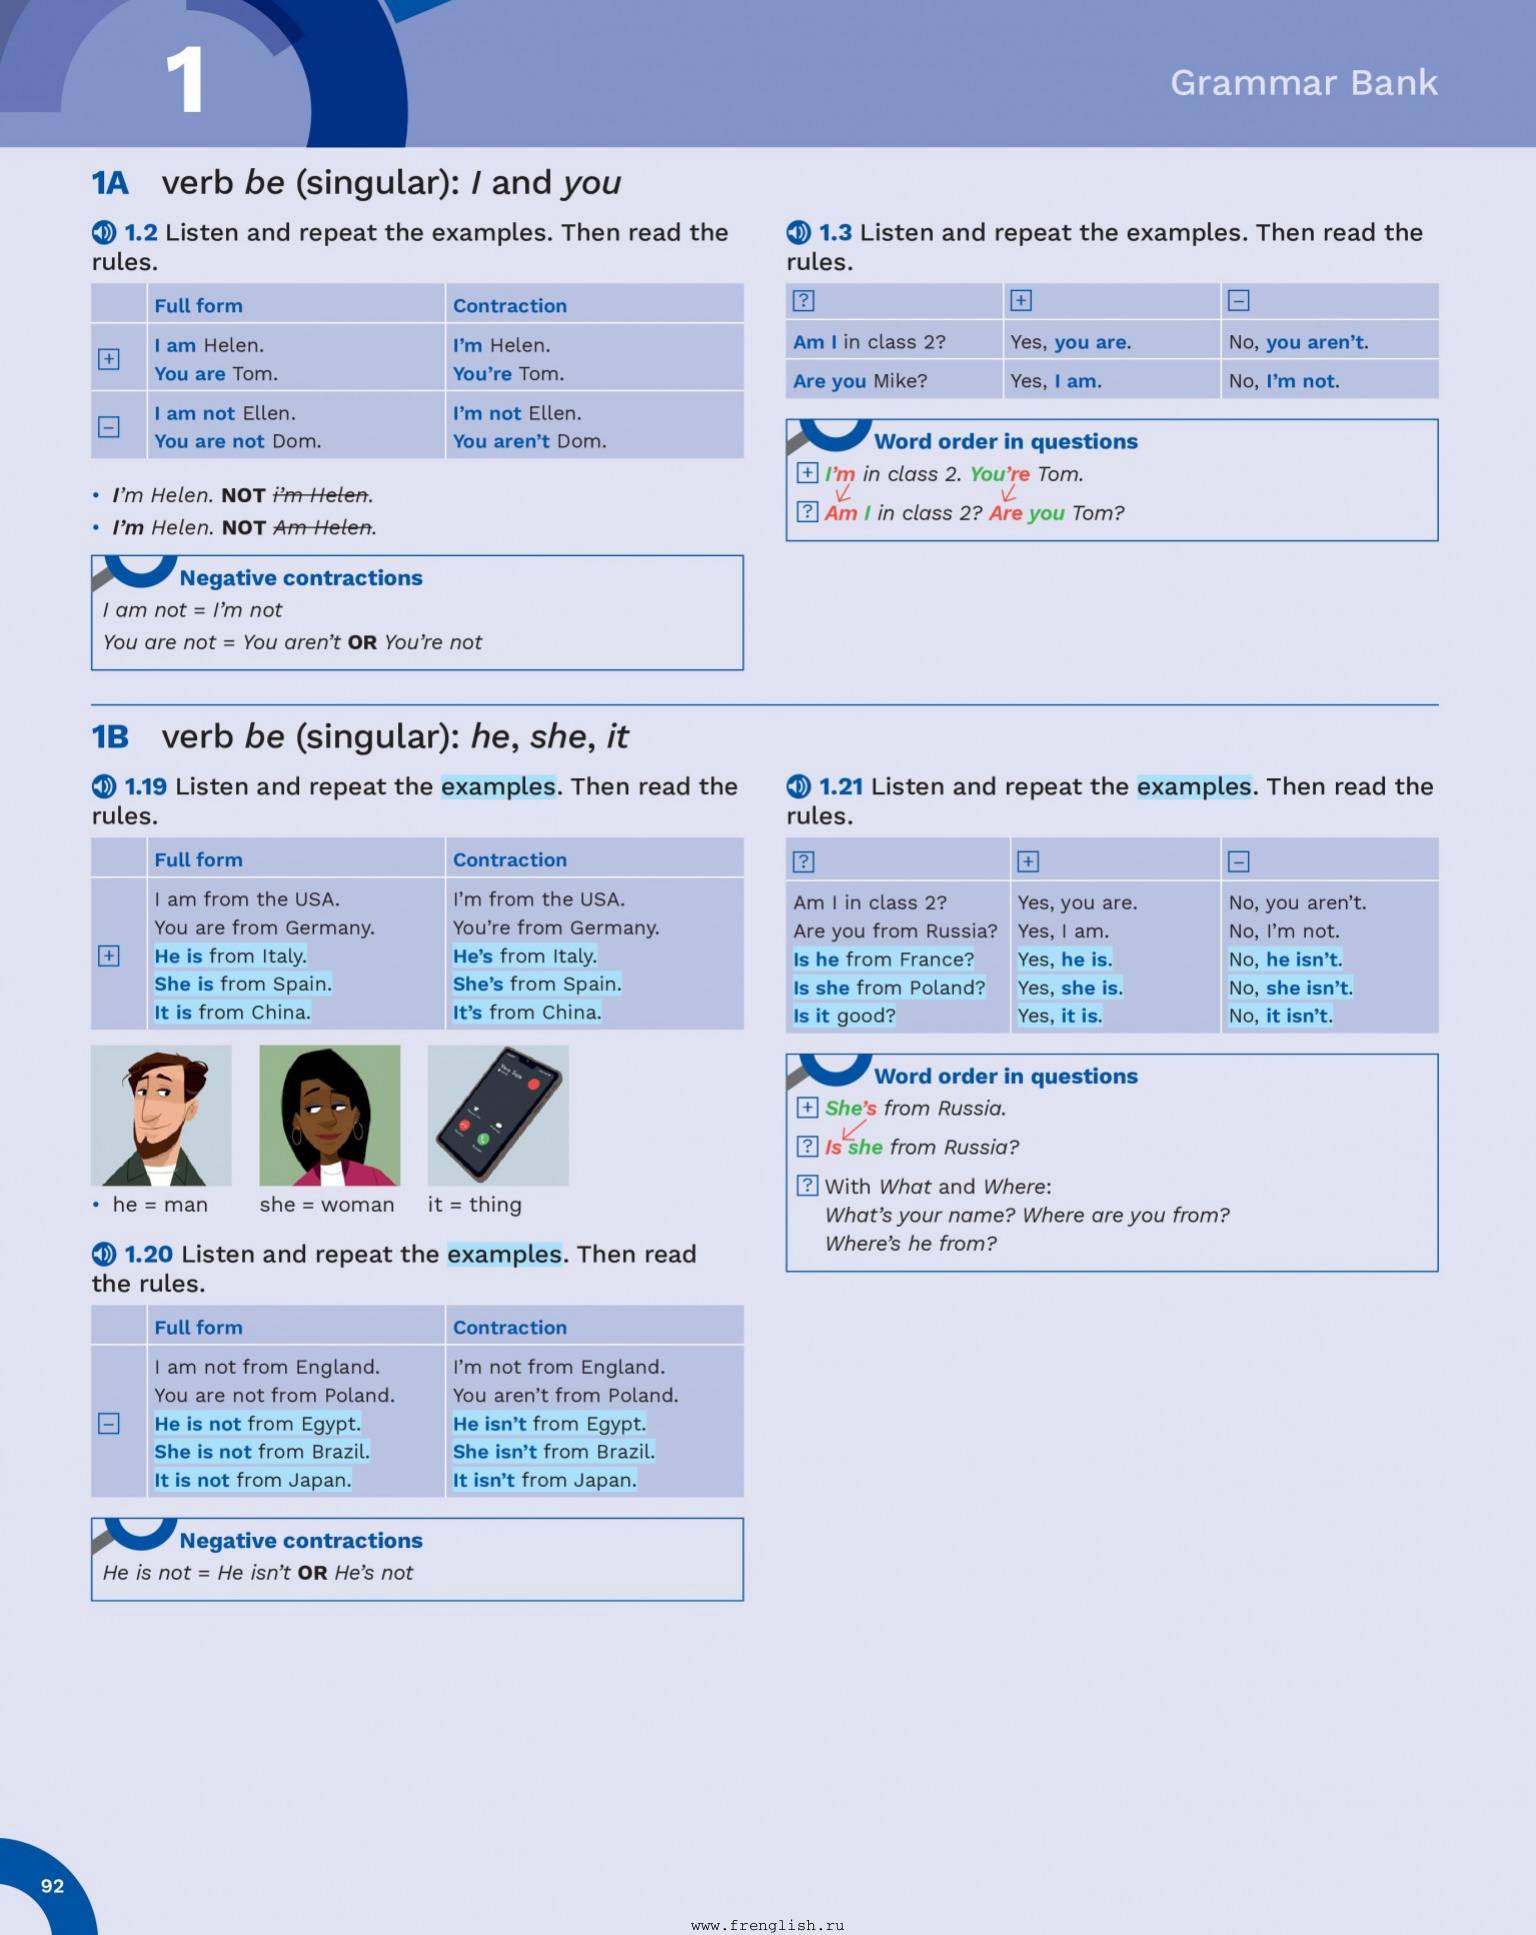 1
Grammar Bank
1A verb be (singular): I and you
1.2 Listen and repeat the examples. Then read the
rules.
Full form Contraction
+
I am Helen. I'm Helen.
You are Tom. You're Tom.
−
I am not Ellen. I'm not Ellen.
You are not Dom. You aren't Dom.
• I'm Helen. NOT i'm Helen.
• I'm Helen. NOT Am Helen.
Negative contractions
I am not = I'm not
You are not = You aren't OR You're not
1.3 Listen and repeat the examples. Then read the
rules.
? + −
Am I in class 2? Yes, you are. No, you aren't.
Are you Mike? Yes, I am. No, I'm not.
Word order in questions
+ I'm in class 2. You're Tom.
? Am I in class 2? Are you Tom?
1B verb be (singular): he, she, it
1.19 Listen and repeat the examples. Then read the
rules.
Full form Contraction
I am from the USA. I'm from the USA.
You are from Germany. You're from Germany.
+ He is from Italy. He's from Italy.
She is from Spain. She's from Spain.
It is from China. It's from China.
• he = man she = woman it = thing
1.20 Listen and repeat the examples. Then read
the rules.
Full form Contraction
I am not from England. I'm not from England.
You are not from Poland. You aren't from Poland.
− He is not from Egypt. He isn't from Egypt.
She is not from Brazil. She isn't from Brazil.
It is not from Japan. It isn't from Japan.
Negative contractions
He is not = He isn't OR He's not
1.21 Listen and repeat the examples. Then read the
rules.
? + −
Am I in class 2? Yes, you are. No, you aren't.
Are you from Russia? Yes, I am. No, I'm not.
Is he from France? Yes, he is. No, he isn't.
Is she from Poland? Yes, she is. No, she isn't.
Is it good? Yes, it is. No, it isn't.
Word order in questions
+ She's from Russia.
? Is she from Russia?
? With What and Where:
What's your name? Where are you from?
Where's he from?
92
www.frenglish.ru